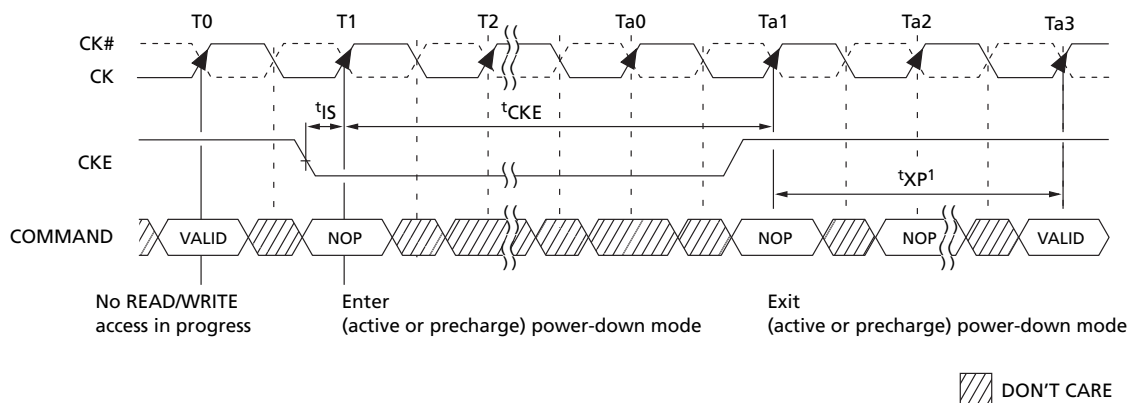 T0 T1 T2 Ta0 Ta1 Ta2 Ta3
CK#
CK
tIS tCKE
CKE
tXP1
COMMAND VALID NOP NOP NOP VALID
No READ/WRITE
access in progress
Enter
(active or precharge) power-down mode
Exit
(active or precharge) power-down mode
DON'T CARE